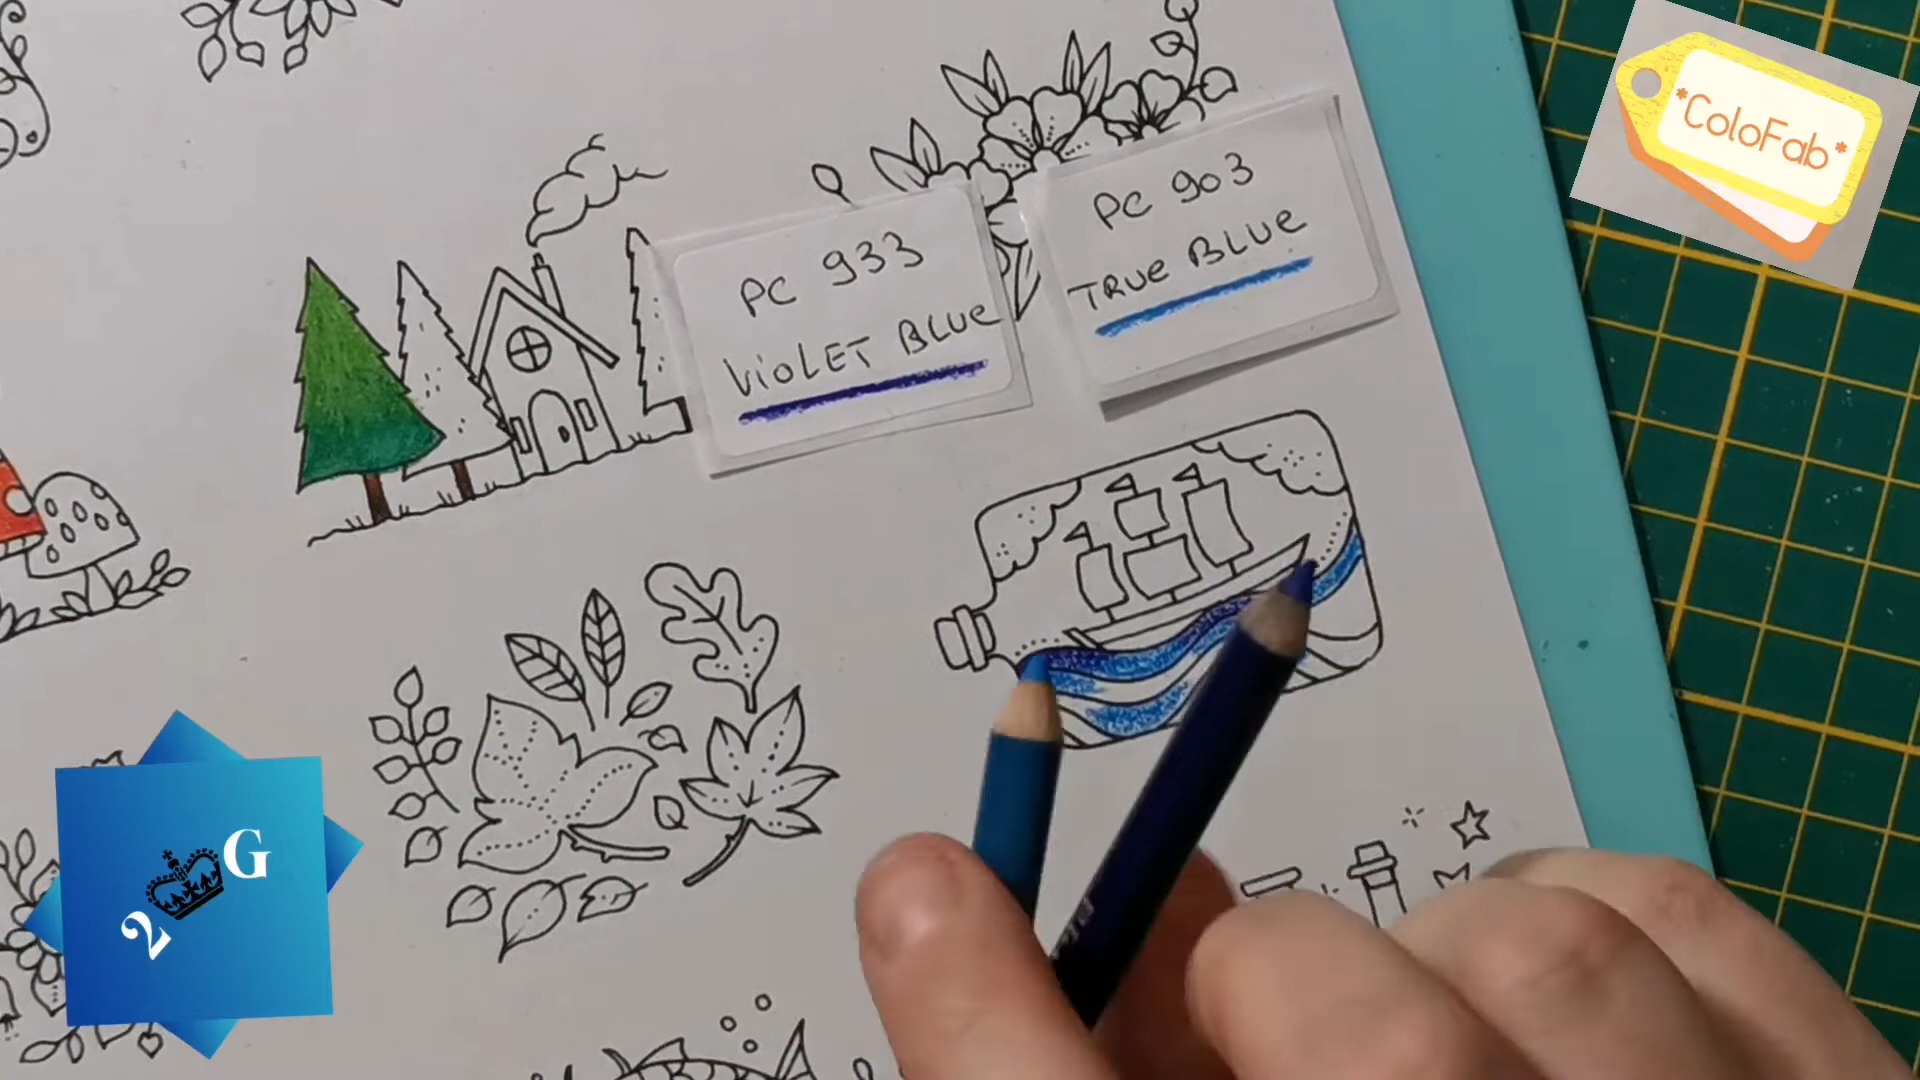 *ColoFab*
PC 903
TRUE BLUE
PC 933
VIOLET BLUE
2 G